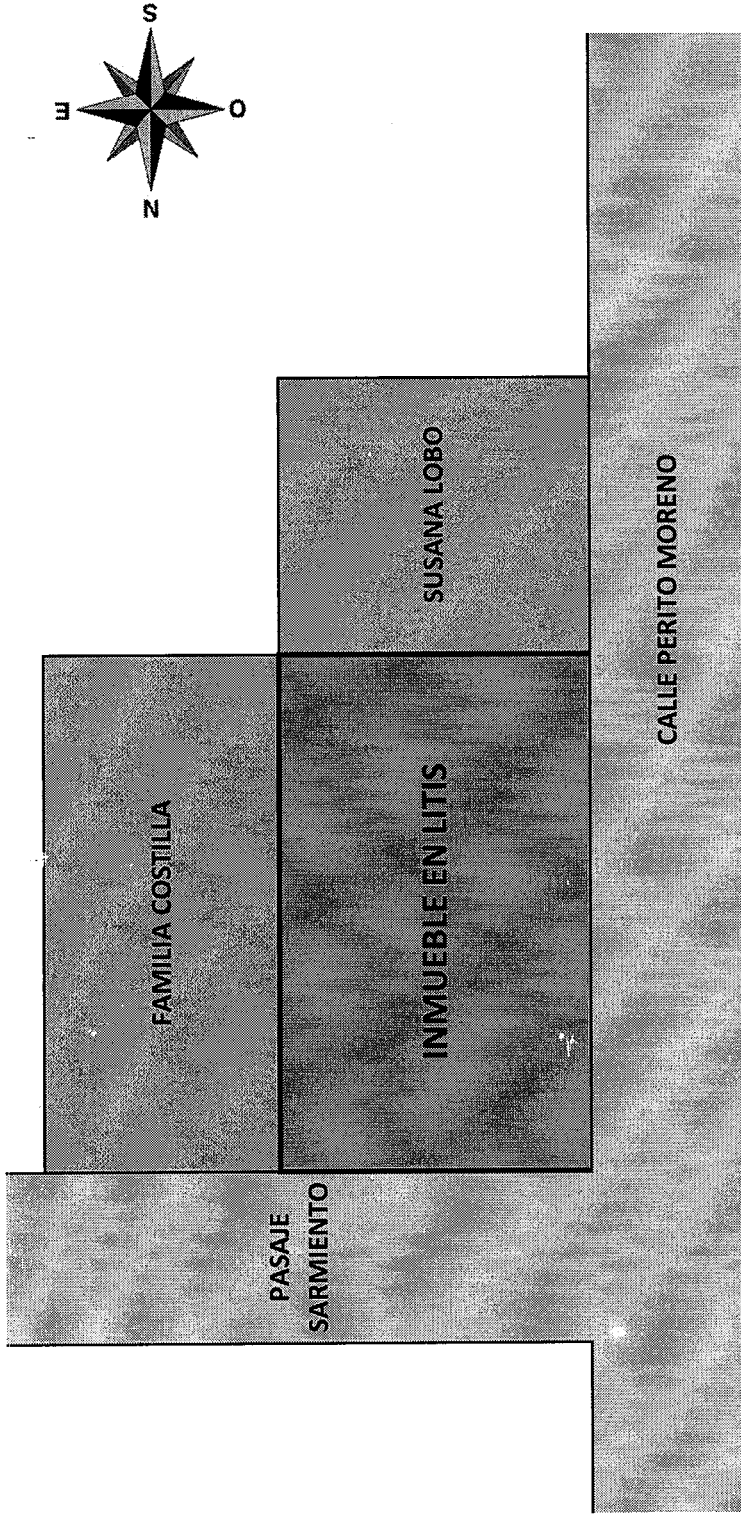 S
E
O
N
SUSANA LOBO
FAMILIA COSTILLA
INMUEBLE EN LITIS
CALLE PERITO MORENO
PASAJE
SARMIENTO